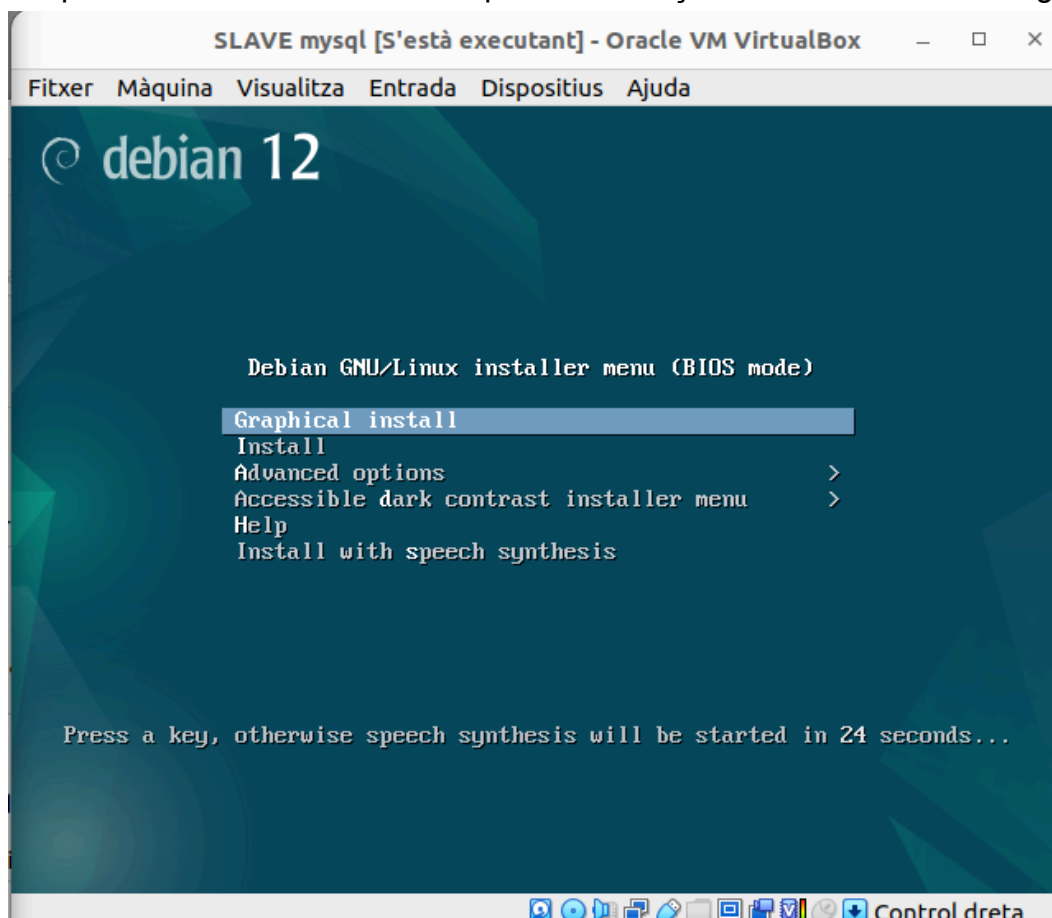 SLAVE mysql [S'està executant] - Oracle VM VirtualBox
Fitxer Màquina Visualitza Entrada Dispositius Ajuda
debian 12
Debian GNU/Linux installer menu (BIOS mode)
Graphical install
Install
Advanced options >
Accessible dark contrast installer menu >
Help
Install with speech synthesis
Press a key, otherwise speech synthesis will be started in 24 seconds...
Control dreta